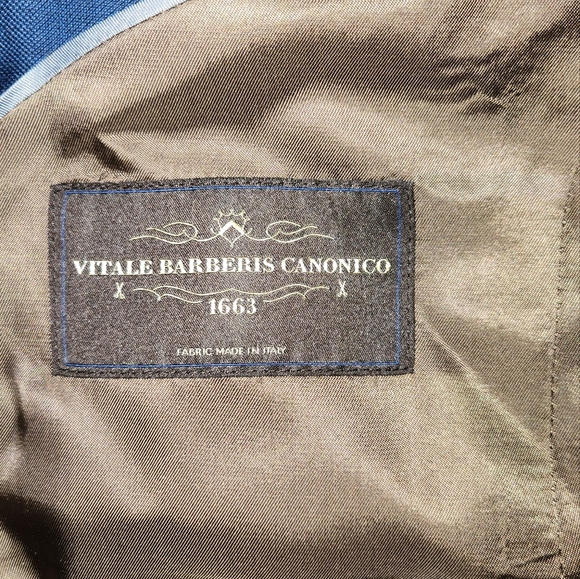 VITALE BARBERIS CANONICO
1663
FABRIC MADE IN ITALY